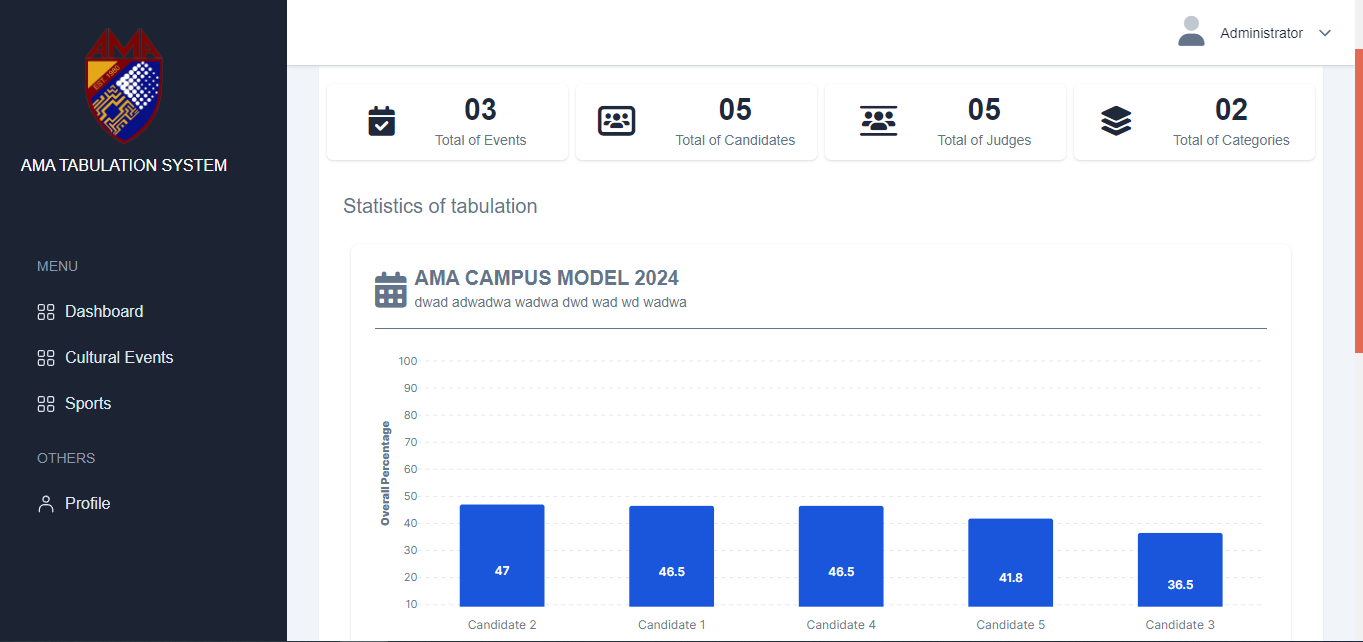 AMA
EST. 1980
AMA TABULATION SYSTEM
MENU
Dashboard
Cultural Events
Sports
OTHERS
Profile
Administrator
03
Total of Events
05
Total of Candidates
05
Total of Judges
02
Total of Categories
Statistics of tabulation
AMA CAMPUS MODEL 2024
dwad adwadwa wadwa dwd wad wd wadwa
Overall Percentage
100
90
80
70
60
50
40
30
20
10
47
46.5
46.5
41.8
36.5
Candidate 2
Candidate 1
Candidate 4
Candidate 5
Candidate 3